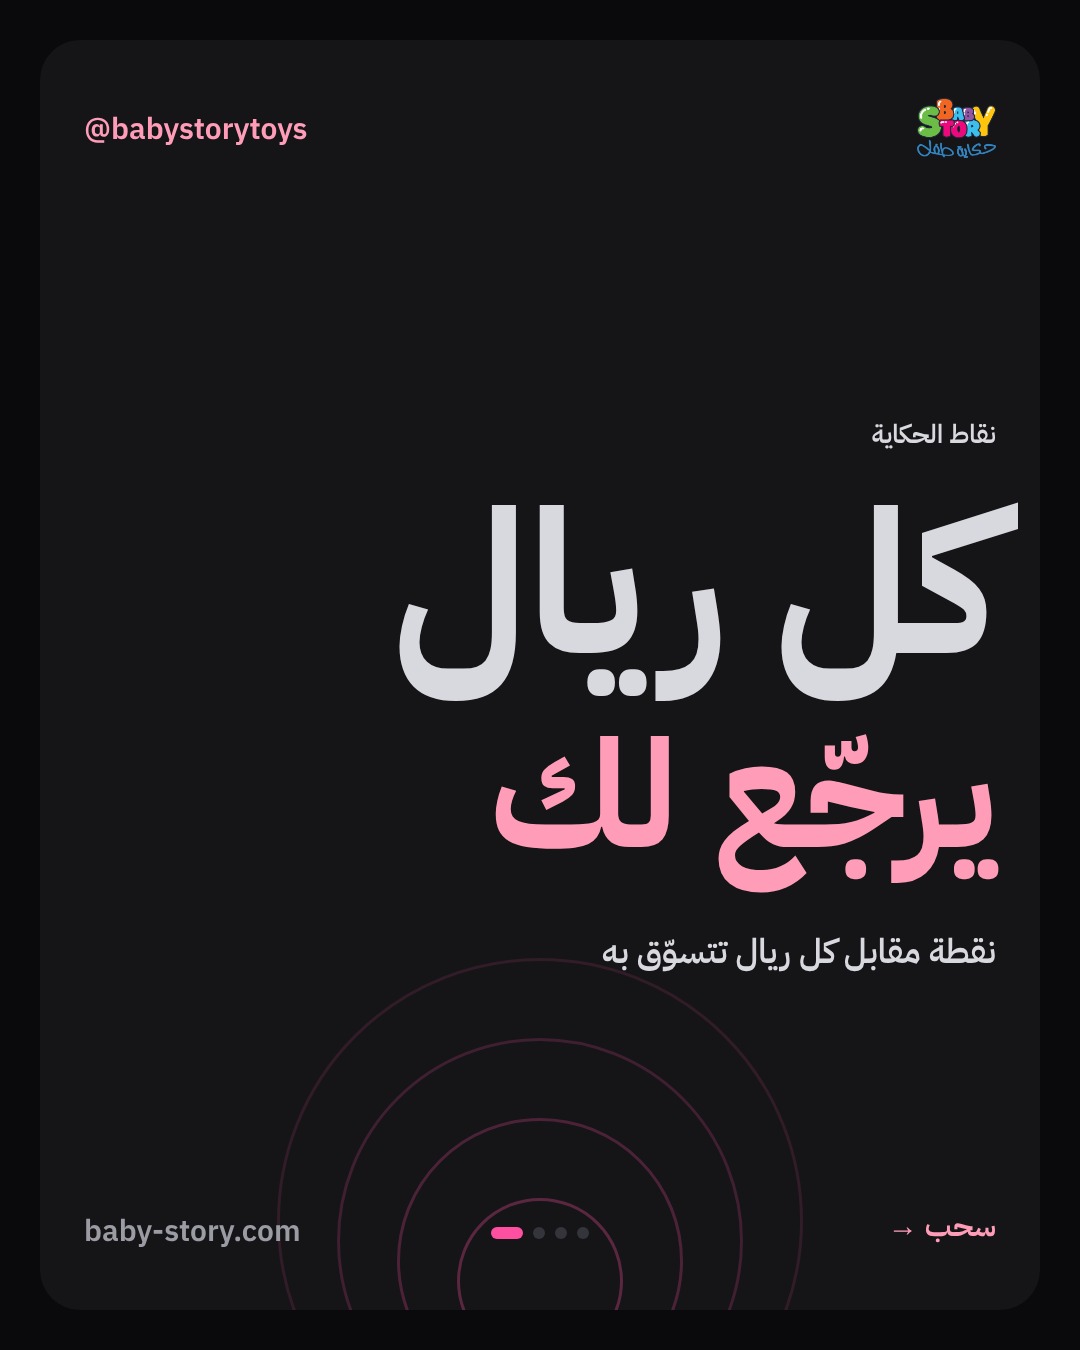 @babystorytoys
BABY
STORY
حكاية طفل
نقاط الحكاية
كل ريال
يرجّع لك
نقطة مقابل كل ريال تتسوّق به
baby-story.com
سحب →